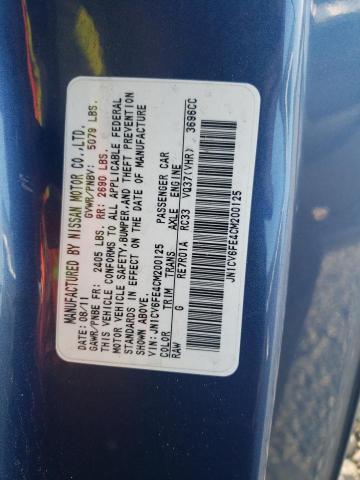 MANUFACTURED BY NISSAN MOTOR CO.,LTD.
DATE: 08/11 GVWR/PNBV: 5079 LBS.
GAWR/PNBE FR: 2405 LBS. RR: 2690 LBS.
THIS VEHICLE CONFORMS TO ALL APPLICABLE FEDERAL
MOTOR VEHICLE SAFETY,BUMPER,AND THEFT PREVENTION
STANDARDS IN EFFECT ON THE DATE OF MANUFACTURE
SHOWN ABOVE.
VIN: JN1CV6FE4CM200125 PASSENGER CAR
COLOR TRIM TRANS AXLE ENGINE
RAW G RE7R01A RC33 VQ37(VHR) 3696CC
JN1CV6FE4CM200125